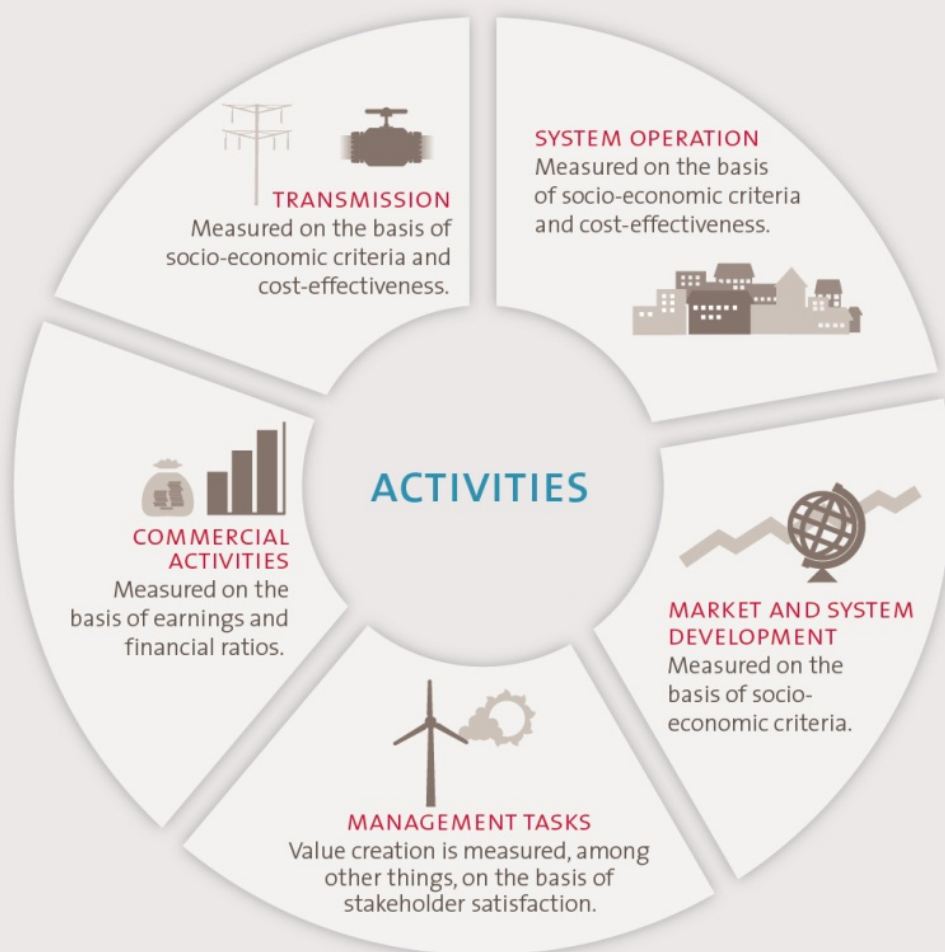 TRANSMISSION
Measured on the basis of
socio-economic criteria and
cost-effectiveness.
SYSTEM OPERATION
Measured on the basis
of socio-economic criteria
and cost-effectiveness.
ACTIVITIES
COMMERCIAL
ACTIVITIES
Measured on the
basis of earnings and
financial ratios.
MARKET AND SYSTEM
DEVELOPMENT
Measured on the
basis of socio-
economic criteria.
MANAGEMENT TASKS
Value creation is measured, among
other things, on the basis of
stakeholder satisfaction.